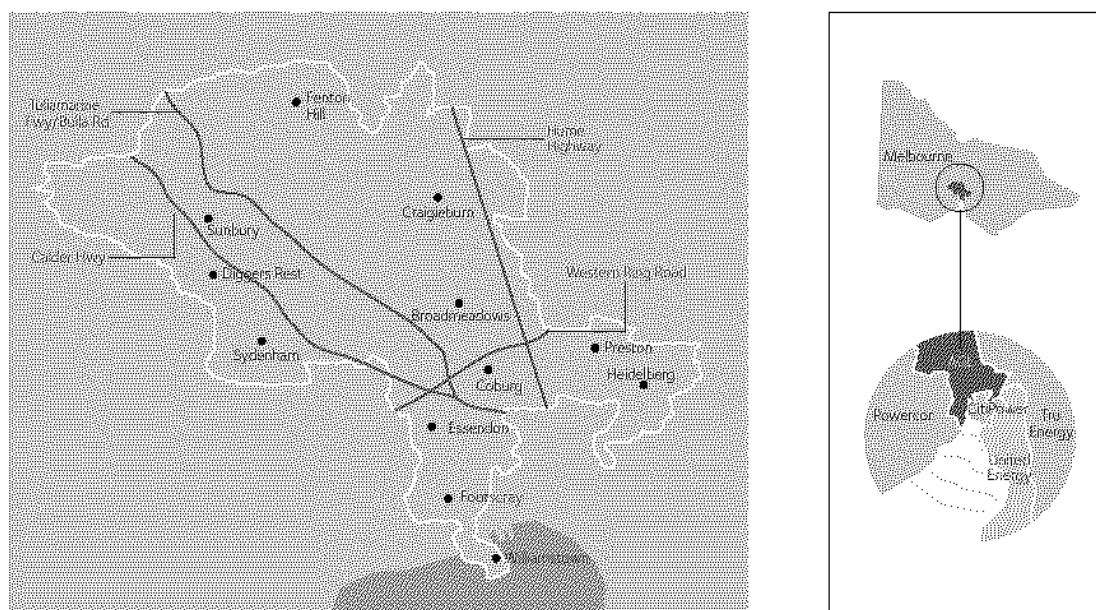 Tullamarine
Fwy/Bulla Rd
Fenton
Hill
Hume
Highway
Craigieburn
Sunbury
Calder Fwy
Diggers Rest
Western Ring Road
Broadmeadows
Sydenham
Preston
Coburg
Heidelberg
Essendon
Footscray
Williamstown
Melbourne
Powercor
CitiPower
Tru
Energy
United
Energy